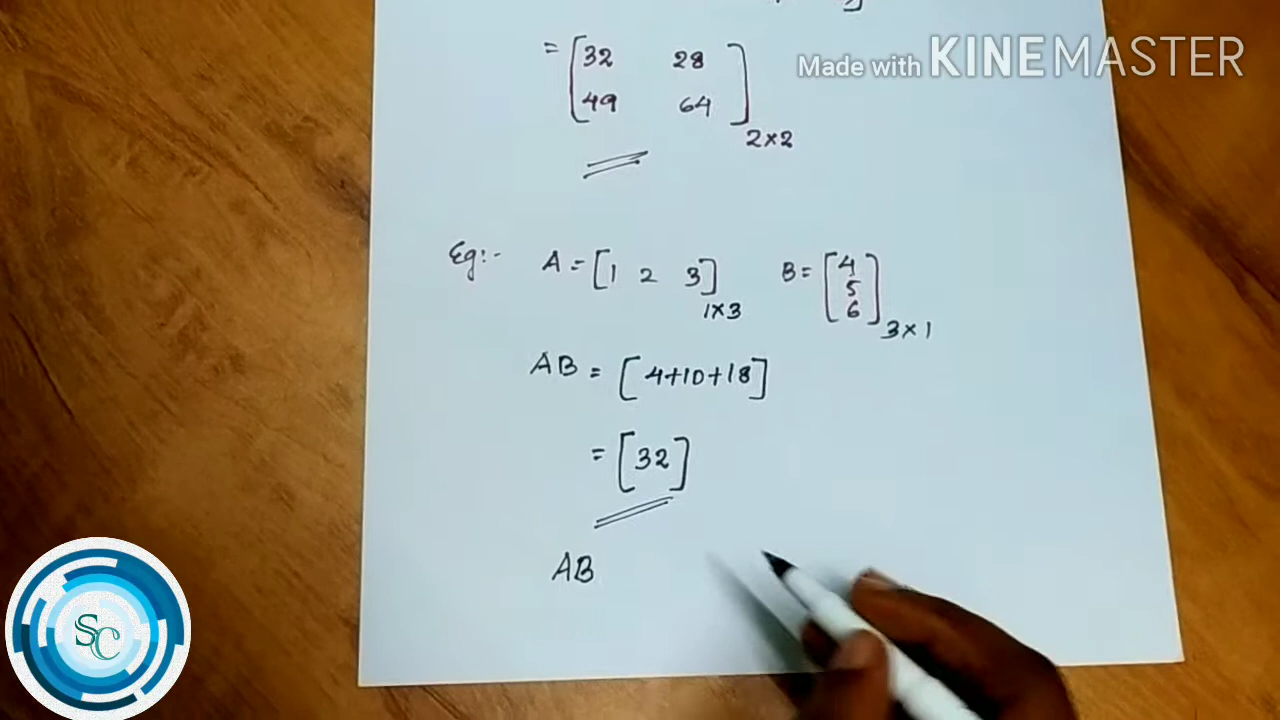 Made with KINEMASTER
= [32 28
49 64] 2×2
Eg:- A = [1 2 3] 1×3 B = [4
5
6] 3×1
AB = [4+10+18]
= [32]
AB
SC